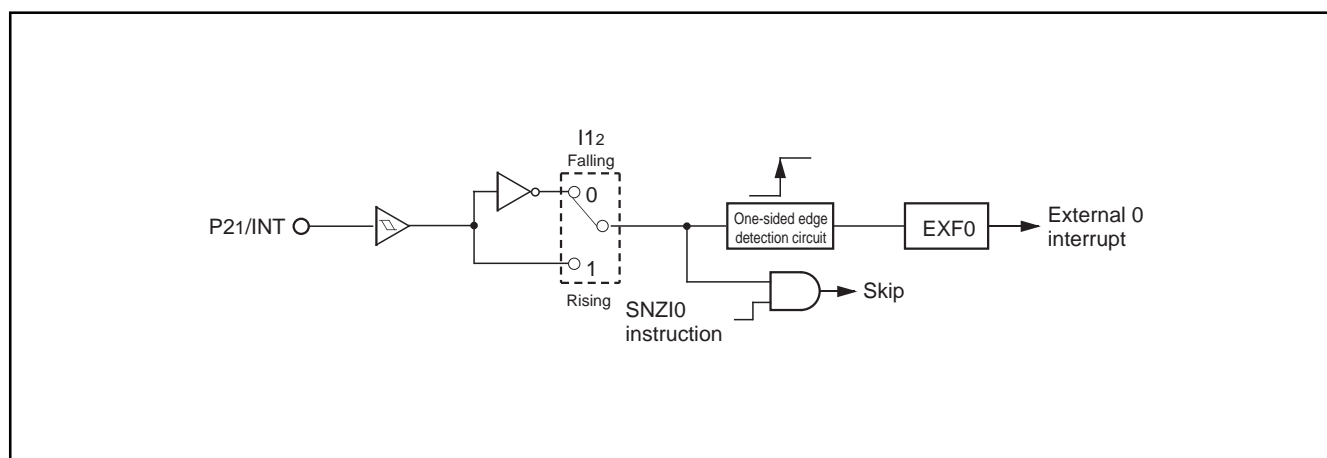 I12
Falling
0
P21/INT
1
Rising
One-sided edge
detection circuit
EXF0
External 0
interrupt
SNZI0
instruction
Skip